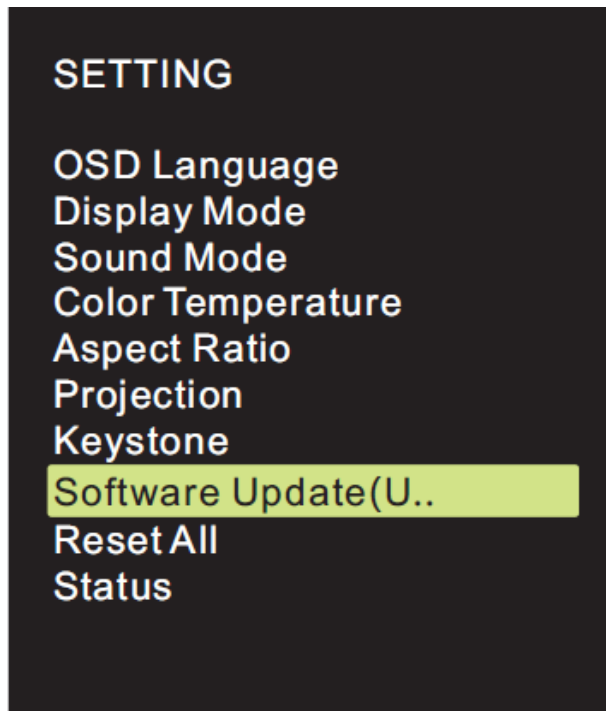 SETTING
OSD Language
Display Mode
Sound Mode
Color Temperature
Aspect Ratio
Projection
Keystone
Software Update(U..
Reset All
Status